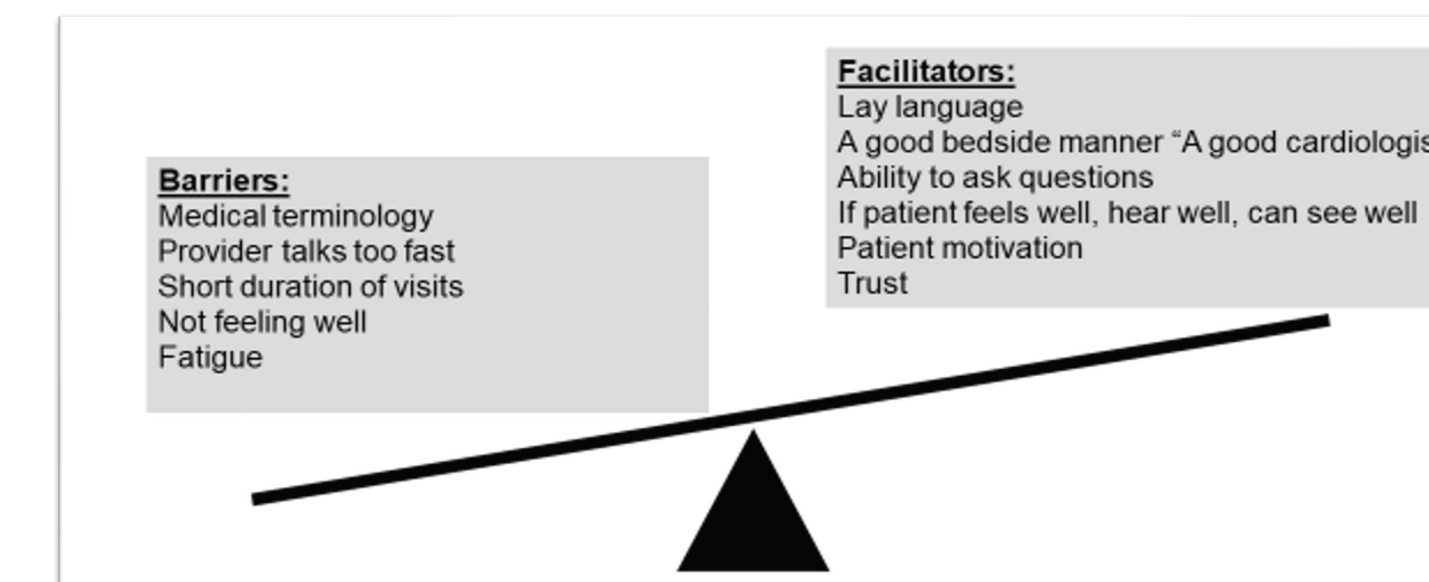 Barriers:
Medical terminology
Provider talks too fast
Short duration of visits
Not feeling well
Fatigue
Facilitators:
Lay language
A good bedside manner “A good
Ability to ask questions
If patient feels well, hear well, can see well
Patient motivation
Trust